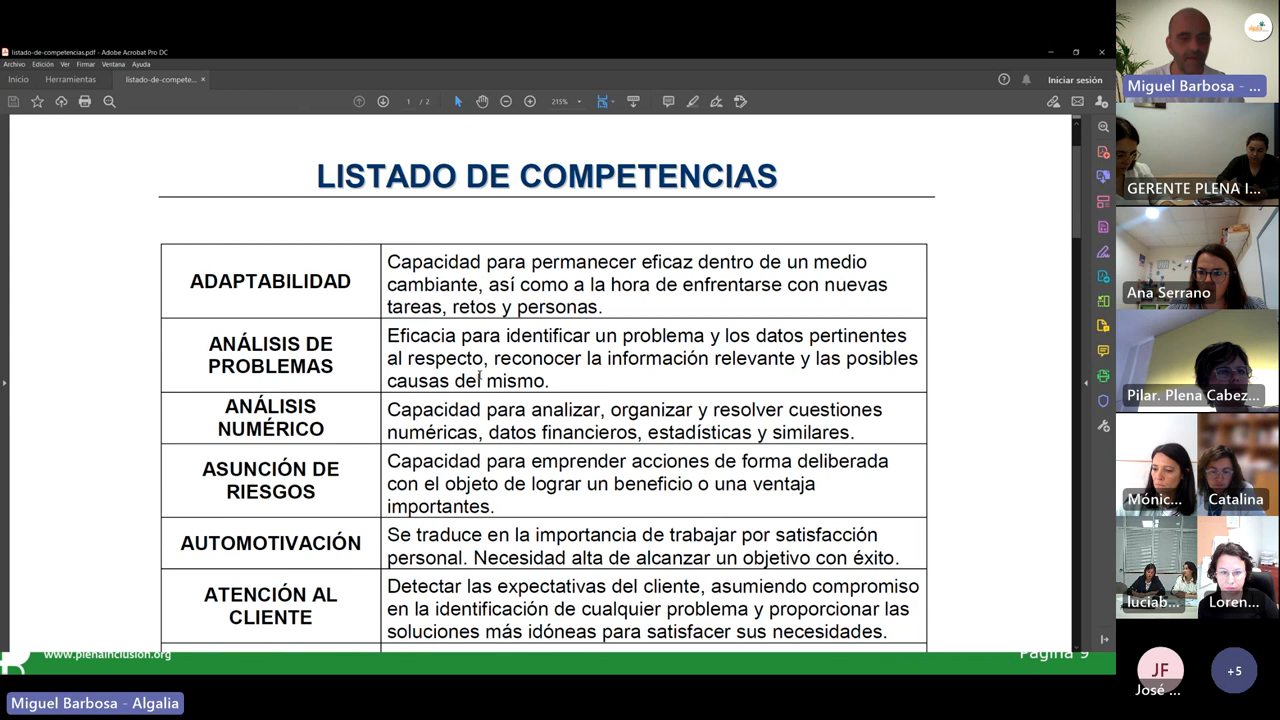 listado-de-competencias.pdf - Adobe Acrobat Pro DC
Archivo Edición Ver Firmar Ventana Ayuda
Inicio Herramientas listado-de-compete... × Iniciar sesión
1 / 2 215%
LISTADO DE COMPETENCIAS
ADAPTABILIDAD
Capacidad para permanecer eficaz dentro de un medio
cambiante, así como a la hora de enfrentarse con nuevas
tareas, retos y personas.
ANÁLISIS DE
PROBLEMAS
Eficacia para identificar un problema y los datos pertinentes
al respecto, reconocer la información relevante y las posibles
causas del mismo.
ANÁLISIS
NUMÉRICO
Capacidad para analizar, organizar y resolver cuestiones
numéricas, datos financieros, estadísticas y similares.
ASUNCIÓN DE
RIESGOS
Capacidad para emprender acciones de forma deliberada
con el objeto de lograr un beneficio o una ventaja
importantes.
AUTOMOTIVACIÓN
Se traduce en la importancia de trabajar por satisfacción
personal. Necesidad alta de alcanzar un objetivo con éxito.
ATENCIÓN AL
CLIENTE
Detectar las expectativas del cliente, asumiendo compromiso
en la identificación de cualquier problema y proporcionar las
soluciones más idóneas para satisfacer sus necesidades.
www.plenainclusion.org
Página 9
Miguel Barbosa - Algalia
Miguel Barbosa - ...
GERENTE PLENA I...
Ana Serrano
Pilar. Plena Cabez...
Mónic...
Catalina
luciab...
Loren...
JF
José ...
+5